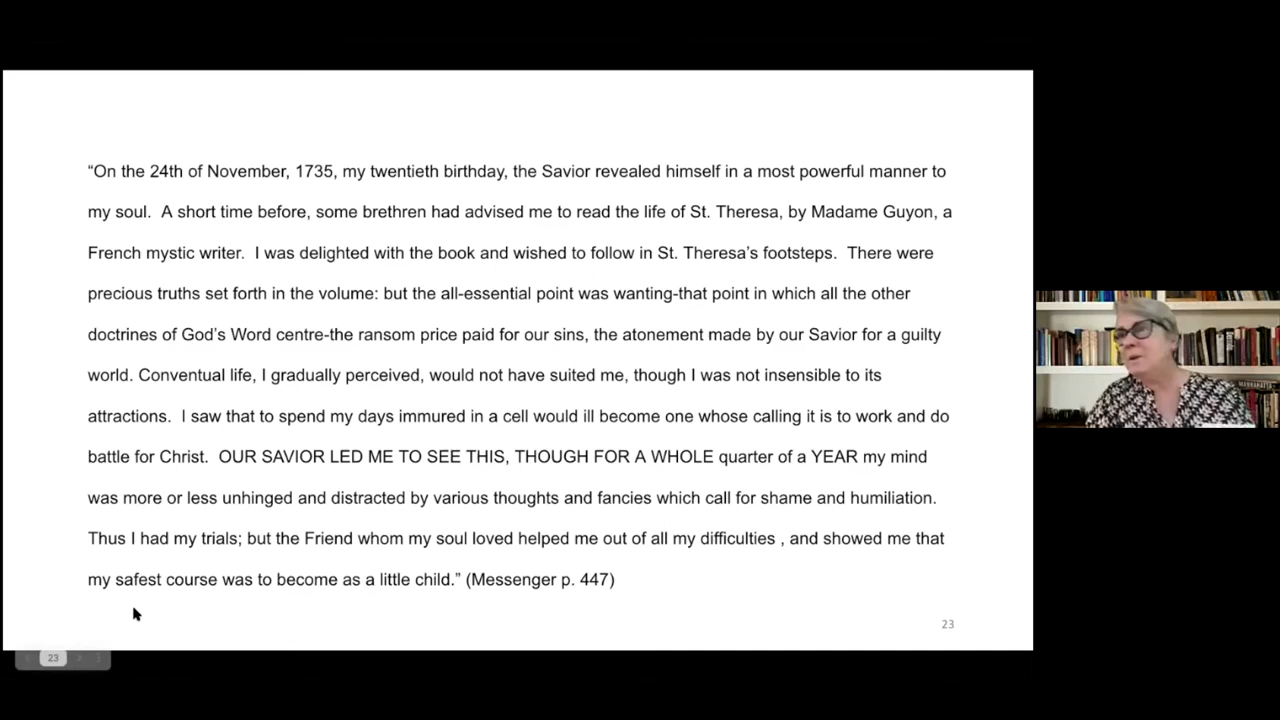 “On the 24th of November, 1735, my twentieth birthday, the Savior revealed himself in a most powerful manner to
my soul.  A short time before, some brethren had advised me to read the life of St. Theresa, by Madame Guyon, a
French mystic writer.  I was delighted with the book and wished to follow in St. Theresa’s footsteps.  There were
precious truths set forth in the volume: but the all-essential point was wanting-that point in which all the other
doctrines of God’s Word centre-the ransom price paid for our sins, the atonement made by our Savior for a guilty
world. Conventual life, I gradually perceived, would not have suited me, though I was not insensible to its
attractions.  I saw that to spend my days immured in a cell would ill become one whose calling it is to work and do
battle for Christ.  OUR SAVIOR LED ME TO SEE THIS, THOUGH FOR A WHOLE quarter of a YEAR my mind
was more or less unhinged and distracted by various thoughts and fancies which call for shame and humiliation.
Thus I had my trials; but the Friend whom my soul loved helped me out of all my difficulties , and showed me that
my safest course was to become as a little child.” (Messenger p. 447)
23
23